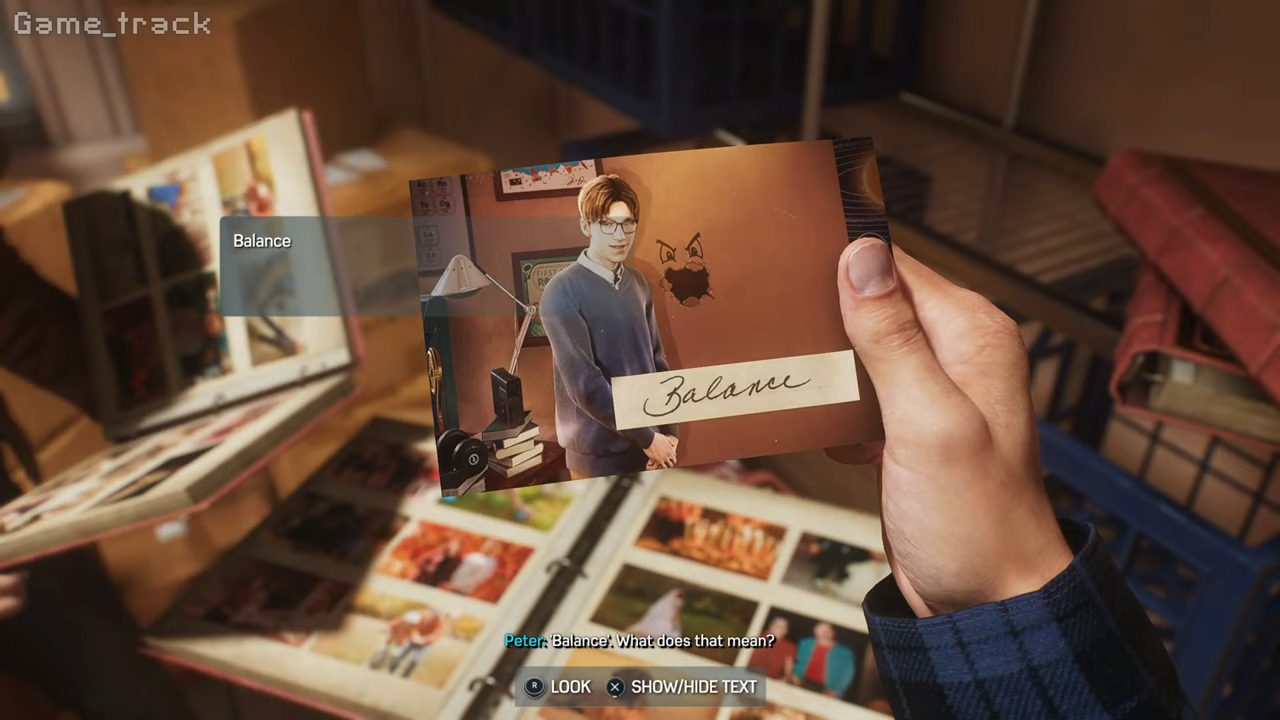 Game_track
Balance
Balance
Peter: 'Balance'. What does that mean?
R LOOK X SHOW/HIDE TEXT